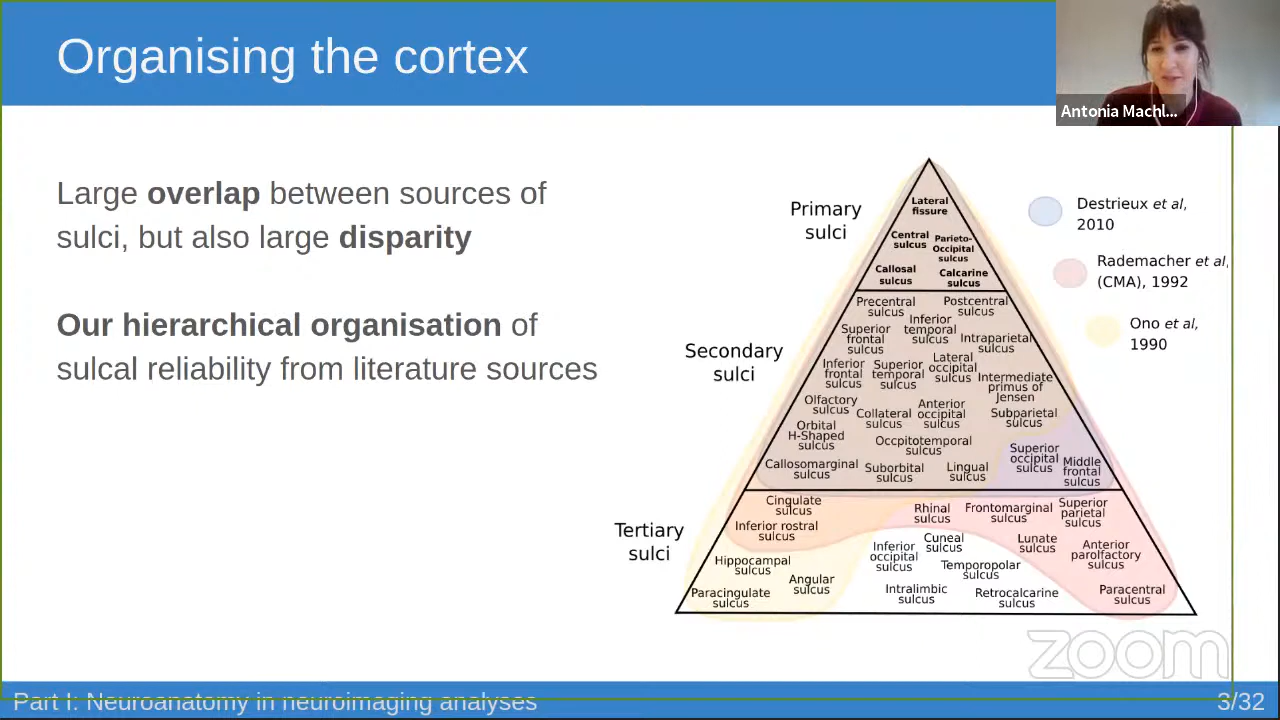 Organising the cortex
Antonia Machl...
Large overlap between sources of
sulci, but also large disparity
Our hierarchical organisation of
sulcal reliability from literature sources
Primary
sulci
Lateral
fissure
Central
sulcus
Parieto-
Occipital
sulcus
Callosal
sulcus
Calcarine
sulcus
Destrieux et al,
2010
Rademacher et al,
(CMA), 1992
Ono et al,
1990
Secondary
sulci
Precentral
sulcus
Postcentral
sulcus
Superior
frontal
sulcus
Inferior
temporal
sulcus
Intraparietal
sulcus
Inferior
frontal
sulcus
Superior
temporal
sulcus
Lateral
occipital
sulcus
Intermediate
primus of
Jensen
Olfactory
sulcus
Collateral
sulcus
Anterior
occipital
sulcus
Subparietal
sulcus
Orbital
H-Shaped
sulcus
Occpitotemporal
sulcus
Superior
occipital
sulcus
Middle
frontal
sulcus
Callosomarginal
sulcus
Suborbital
sulcus
Lingual
sulcus
Tertiary
sulci
Cingulate
sulcus
Inferior rostral
sulcus
Rhinal
sulcus
Frontomarginal
sulcus
Superior
parietal
sulcus
Hippocampal
sulcus
Angular
sulcus
Paracingulate
sulcus
Inferior
occipital
sulcus
Cuneal
sulcus
Lunate
sulcus
Anterior
parolfactory
sulcus
Temporopolar
sulcus
Intralimbic
sulcus
Retrocalcarine
sulcus
Paracentral
sulcus
zoom
Part I: Neuroanatomy in neuroimaging analyses
3/32